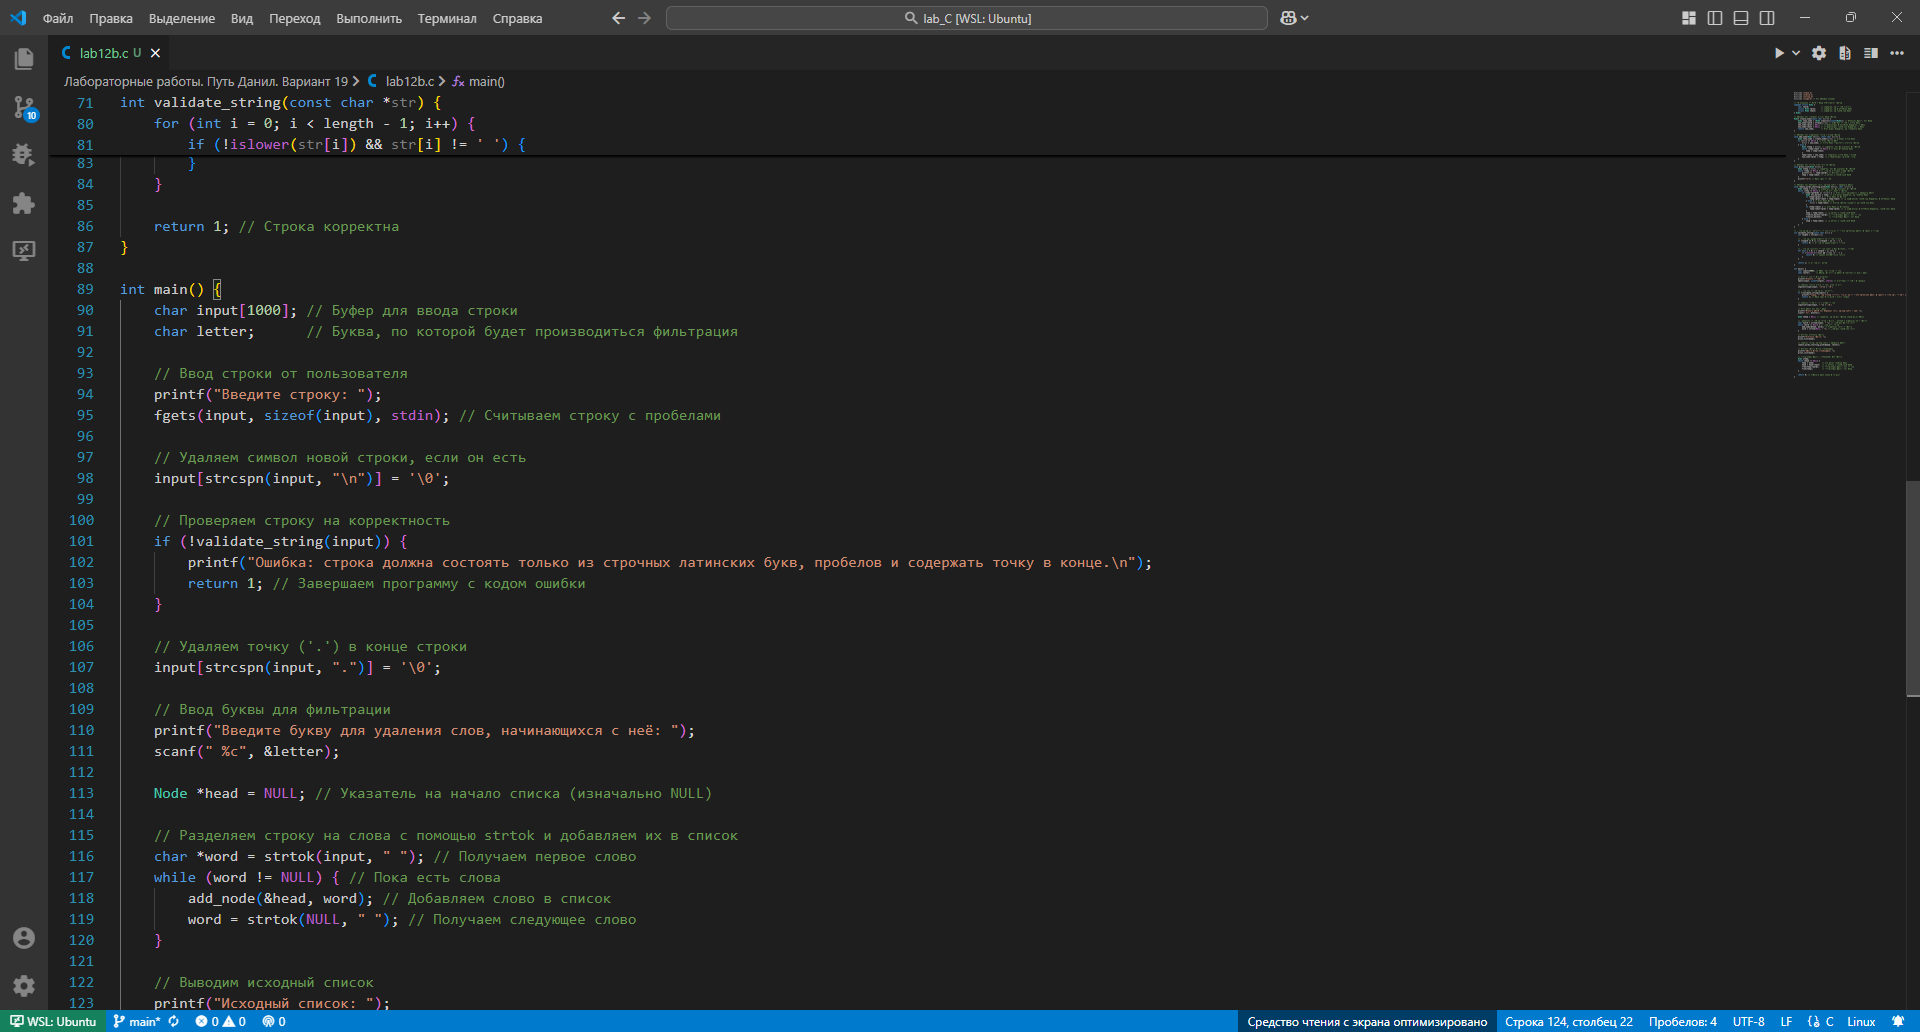 Файл Правка Выделение Вид Переход Выполнить Терминал Справка lab_C [WSL: Ubuntu]
lab12b.c U
Лабораторные работы. Путь Данил. Вариант 19 > lab12b.c > main()
71 int validate_string(const char *str) {
80 for (int i = 0; i < length - 1; i++) {
81 if (!islower(str[i]) && str[i] != ' ') {
83 }
84 }
85
86 return 1; // Строка корректна
87 }
88
89 int main() {
90 char input[1000]; // Буфер для ввода строки
91 char letter; // Буква, по которой будет производиться фильтрация
92
93 // Ввод строки от пользователя
94 printf("Введите строку: ");
95 fgets(input, sizeof(input), stdin); // Считываем строку с пробелами
96
97 // Удаляем символ новой строки, если он есть
98 input[strcspn(input, "\n")] = '\0';
99
100 // Проверяем строку на корректность
101 if (!validate_string(input)) {
102 printf("Ошибка: строка должна состоять только из строчных латинских букв, пробелов и содержать точку в конце.\n");
103 return 1; // Завершаем программу с кодом ошибки
104 }
105
106 // Удаляем точку ('.') в конце строки
107 input[strcspn(input, ".")] = '\0';
108
109 // Ввод буквы для фильтрации
110 printf("Введите букву для удаления слов, начинающихся с неё: ");
111 scanf(" %c", &letter);
112
113 Node *head = NULL; // Указатель на начало списка (изначально NULL)
114
115 // Разделяем строку на слова с помощью strtok и добавляем их в список
116 char *word = strtok(input, " "); // Получаем первое слово
117 while (word != NULL) { // Пока есть слова
118 add_node(&head, word); // Добавляем слово в список
119 word = strtok(NULL, " "); // Получаем следующее слово
120 }
121
122 // Выводим исходный список
123 printf("Исходный список: ");
10
WSL: Ubuntu main* 0 0 0 Средство чтения с экрана оптимизировано Строка 124, столбец 22 Пробелов: 4 UTF-8 LF {} C Linux